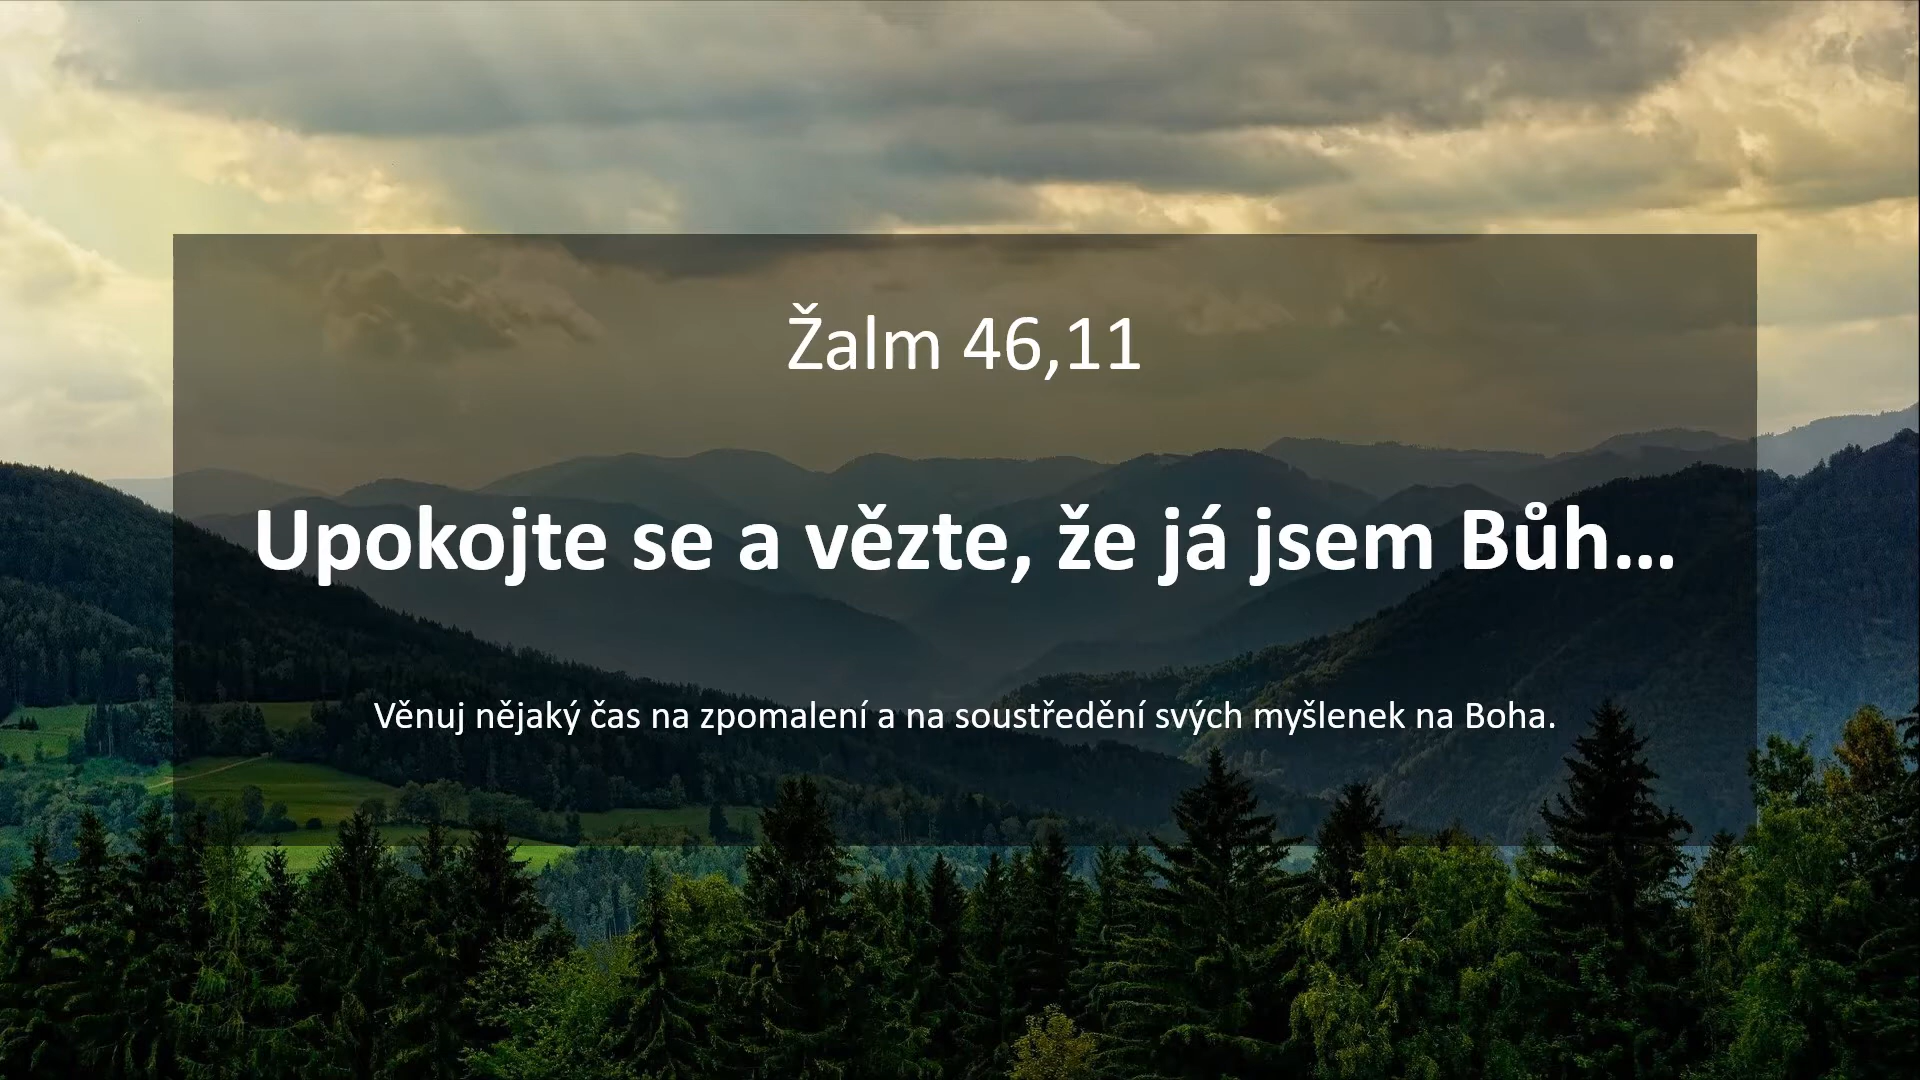 Žalm 46,11
Upokojte se a vězte, že já jsem Bůh…
Věnuj nějaký čas na zpomalení a na soustředění svých myšlenek na Boha.